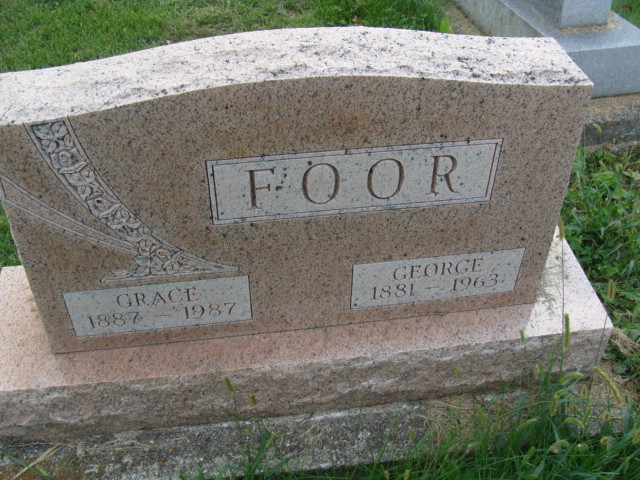 FOOR
GRACE
1887 - 1987
GEORGE
1881 - 1963